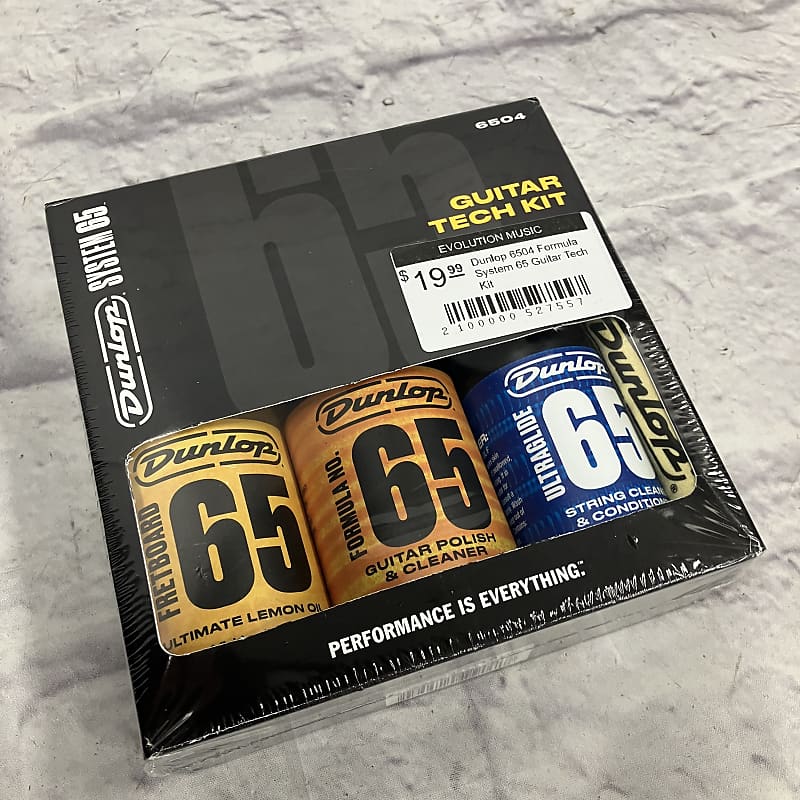 6504
GUITAR
TECH KIT
Dunlop. SYSTEM 65™
EVOLUTION MUSIC
$19.99
Dunlop 6504 Formula
System 65 Guitar Tech
Kit
2 100000 527557
65
Dunlop
FRETBOARD
65
ULTIMATE LEMON OIL
Dunlop
FORMULA NO.
65
GUITAR POLISH
& CLEANER
Dunlop
ULTRAGLIDE
65
STRING CLEAN
& CONDITION
Dunlop
PERFORMANCE IS EVERYTHING.™